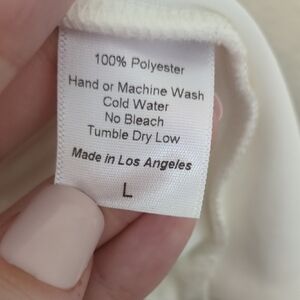 100% Polyester
Hand or Machine Wash
Cold Water
No Bleach
Tumble Dry Low
Made in Los Angeles
L